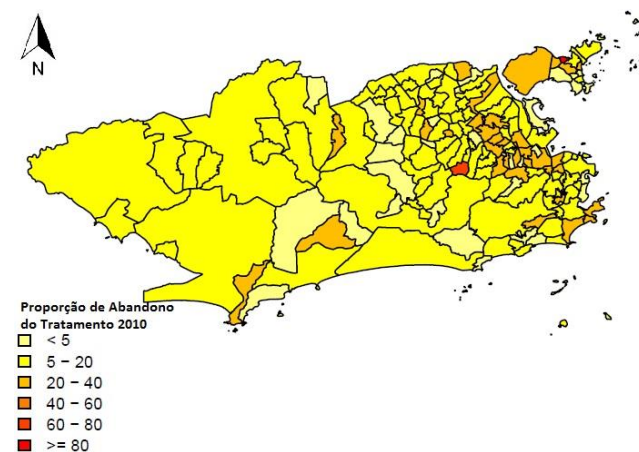 N
Proporção de Abandono
do Tratamento 2010
< 5
5 – 20
20 – 40
40 – 60
60 – 80
>= 80